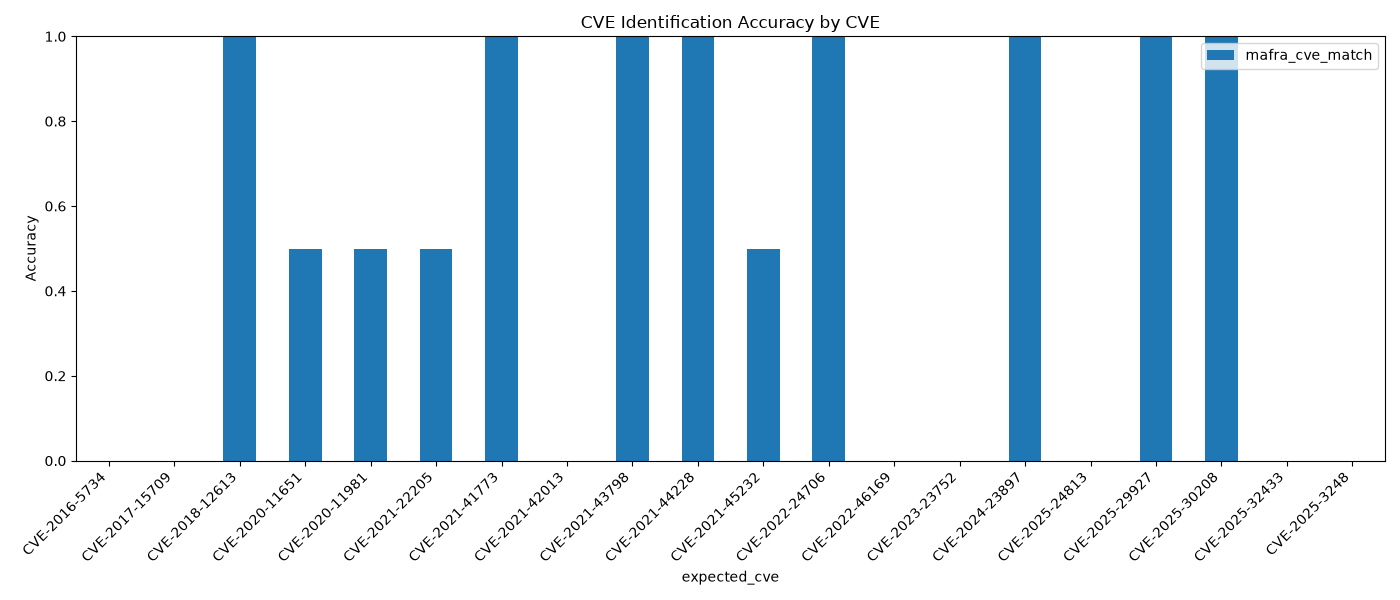 CVE Identification Accuracy by CVE
mafra_cve_match
Accuracy
1.0
0.8
0.6
0.4
0.2
0.0
CVE-2016-5734
CVE-2017-15709
CVE-2018-12613
CVE-2020-11651
CVE-2020-11981
CVE-2021-22205
CVE-2021-41773
CVE-2021-42013
CVE-2021-43798
CVE-2021-44228
CVE-2021-45232
CVE-2022-24706
CVE-2022-46169
CVE-2023-23752
CVE-2024-23897
CVE-2025-24813
CVE-2025-29927
CVE-2025-30208
CVE-2025-32433
CVE-2025-3248
expected_cve